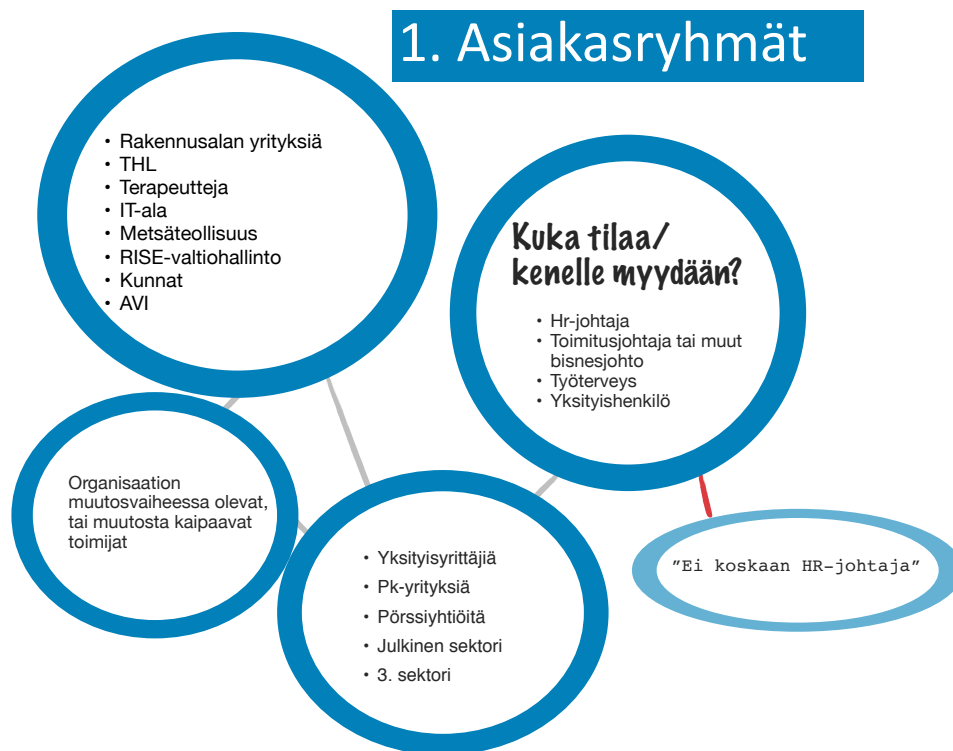 1. Asiakasryhmät
• Rakennusalan yrityksiä
• THL
• Terapeutteja
• IT-ala
• Metsäteollisuus
• RISE-valtiohallinto
• Kunnat
• AVI
Kuka tilaa/
kenelle myydään?
• Hr-johtaja
• Toimitusjohtaja tai muut
bisnesjohto
• Työterveys
• Yksityishenkilö
Organisaation
muutosvaiheessa olevat,
tai muutosta kaipaavat
toimijat
• Yksityisyrittäjiä
• Pk-yrityksiä
• Pörssiyhtiöitä
• Julkinen sektori
• 3. sektori
”Ei koskaan HR-johtaja”